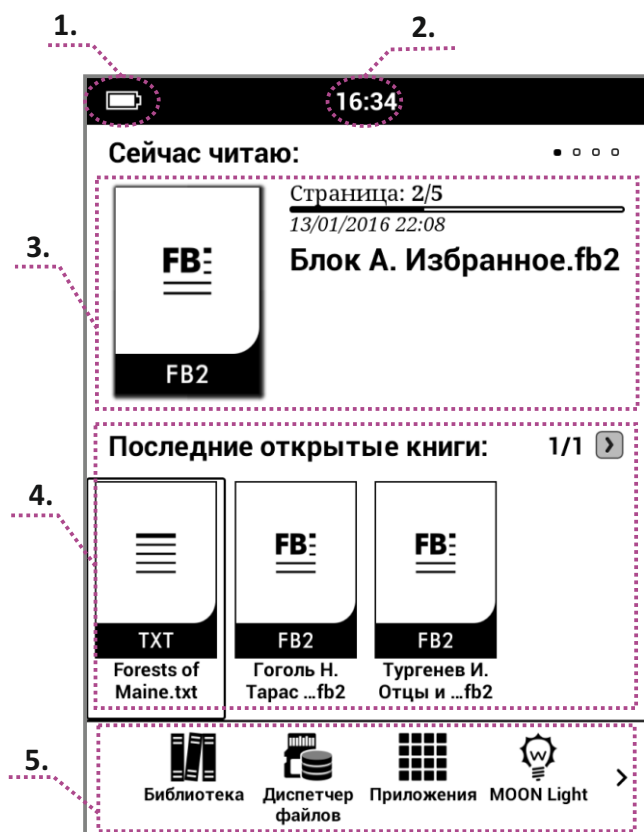 1.
2.
16:34
Сейчас читаю:
3.
FB
FB2
Страница: 2/5
13/01/2016 22:08
Блок А. Избранное.fb2
Последние открытые книги: 1/1
4.
TXT
Forests of
Maine.txt
FB
FB2
Гоголь Н.
Тарас ...fb2
FB
FB2
Тургенев И.
Отцы и ...fb2
5.
Библиотека
Диспетчер
файлов
Приложения
MOON Light